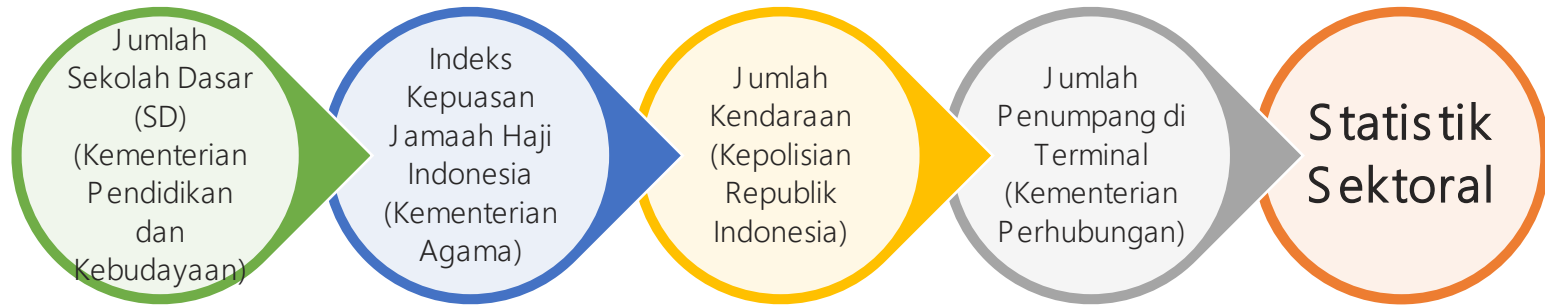 Jumlah
Sekolah Dasar
(SD)
(Kementerian
Pendidikan
dan
Kebudayaan)
Indeks
Kepuasan
Jamaah Haji
Indonesia
(Kementerian
Agama)
Jumlah
Kendaraan
(Kepolisian
Republik
Indonesia)
Jumlah
Penumpang di
Terminal
(Kementerian
Perhubungan)
Statistik
Sektoral